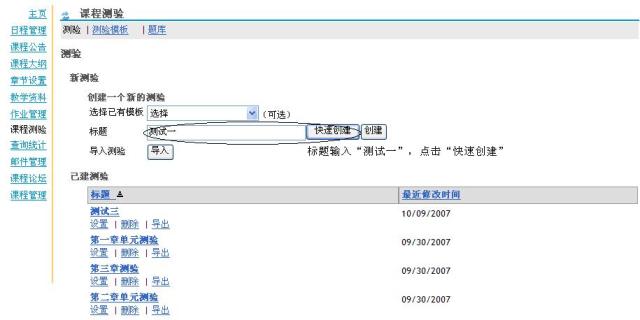 主页
日程管理
课程公告
课程大纲
章节设置
教学资料
作业管理
课程测验
查询统计
邮件管理
课程论坛
课程管理
课程测验
测验 | 测验模板 | 题库
测验
新测验
创建一个新的测验
选择已有模板 选择 (可选)
标题 测试一 快速创建 创建
导入测验 导入 标题输入“测试一”，点击“快速创建”
已建测验
标题 最近修改时间
测试三 10/09/2007
设置 | 删除 | 导出
第一章单元测验 09/30/2007
设置 | 删除 | 导出
第三章测验 09/30/2007
设置 | 删除 | 导出
第二章单元测验 09/30/2007
设置 | 删除 | 导出